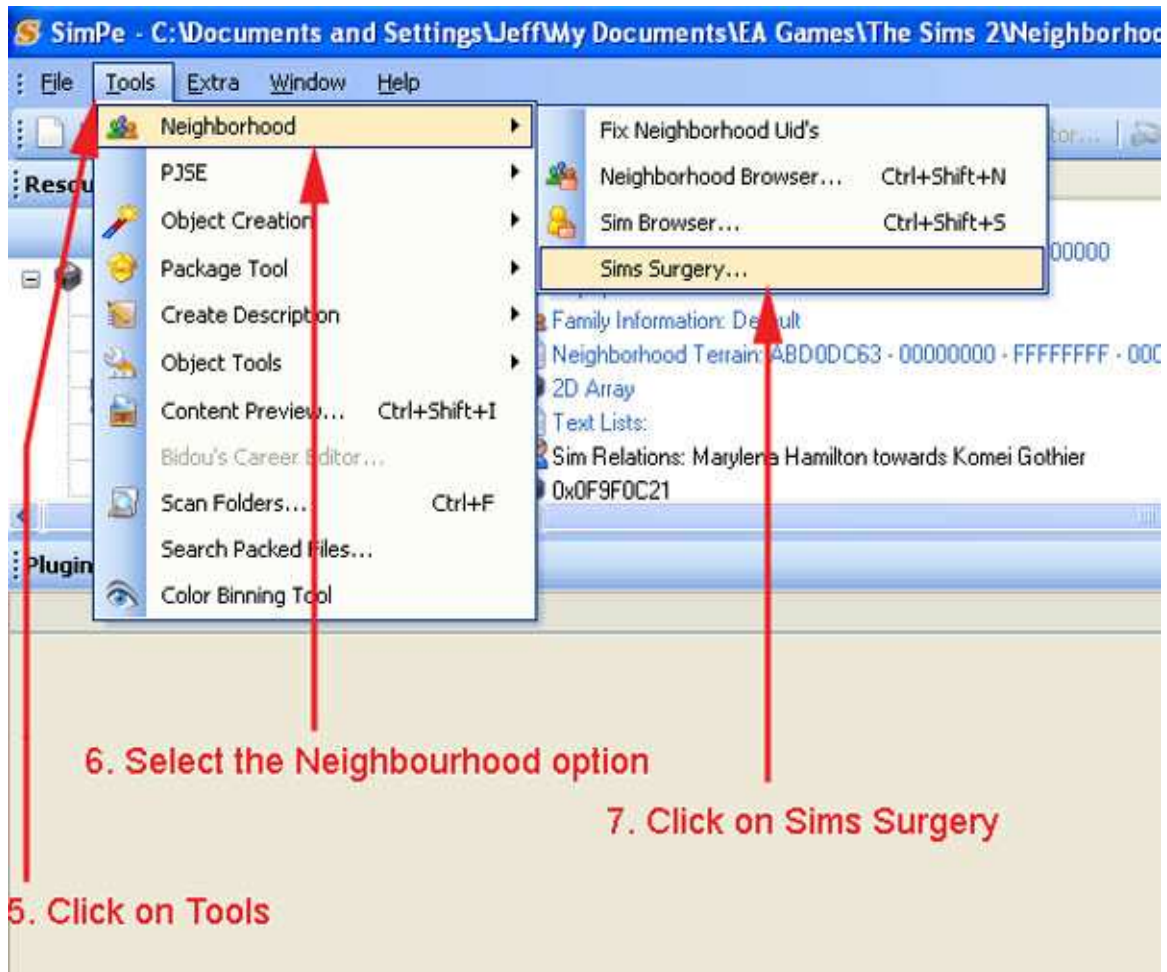 SimPe - C:\Documents and Settings\Jeff\My Documents\EA Games\The Sims 2\Neighborhoo
File Tools Extra Window Help
Neighborhood
Fix Neighborhood Uid's
tor...
Resou
PJSE
Neighborhood Browser... Ctrl+Shift+N
Object Creation
Sim Browser... Ctrl+Shift+S
Package Tool
Sims Surgery...
00000
Create Description
Family Information: Default
Object Tools
Neighborhood Terrain: ABD0DC63 - 00000000 - FFFFFFFF - 000
2D Array
Content Preview... Ctrl+Shift+I
Text Lists:
Bidou's Career Editor...
Sim Relations: Marylena Hamilton towards Komei Gothier
Scan Folders... Ctrl+F
0x0F9F0C21
Search Packed Files...
Plugin
Color Binning Tool
6. Select the Neighbourhood option
7. Click on Sims Surgery
5. Click on Tools